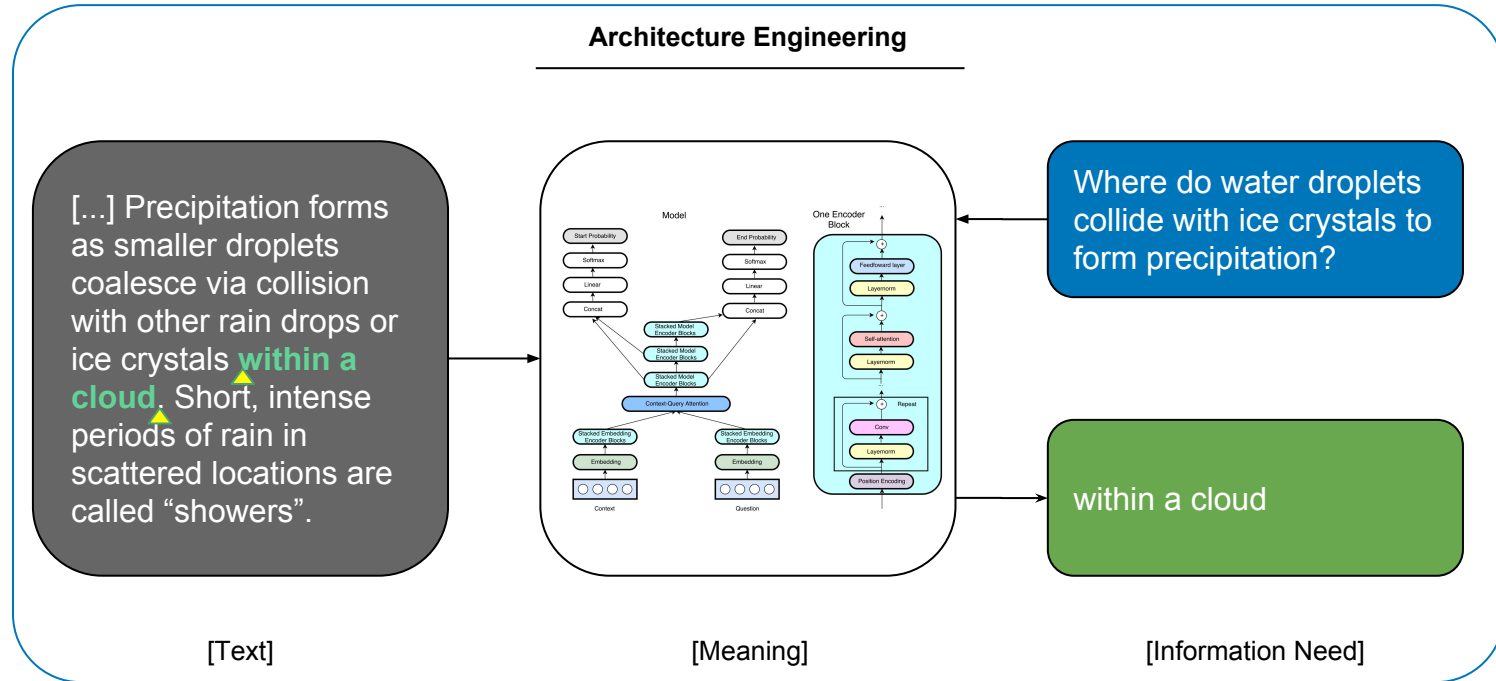 Architecture Engineering
[...] Precipitation forms
as smaller droplets
coalesce via collision
with other rain drops or
ice crystals within a
cloud. Short, intense
periods of rain in
scattered locations are
called “showers”.
[Text]
Model
Start Probability
Softmax
Linear
Concat
End Probability
Softmax
Linear
Concat
Stacked Model
Encoder Blocks
Stacked Model
Encoder Blocks
Stacked Model
Encoder Blocks
Context-Query Attention
Stacked Embedding
Encoder Blocks
Embedding
Context
Stacked Embedding
Encoder Blocks
Embedding
Question
One Encoder
Block
...
+
Feedfoward layer
Layernorm
+
Self-attention
Layernorm
...
+
Repeat
Conv
Layernorm
Position Encoding
[Meaning]
Where do water droplets
collide with ice crystals to
form precipitation?
within a cloud
[Information Need]